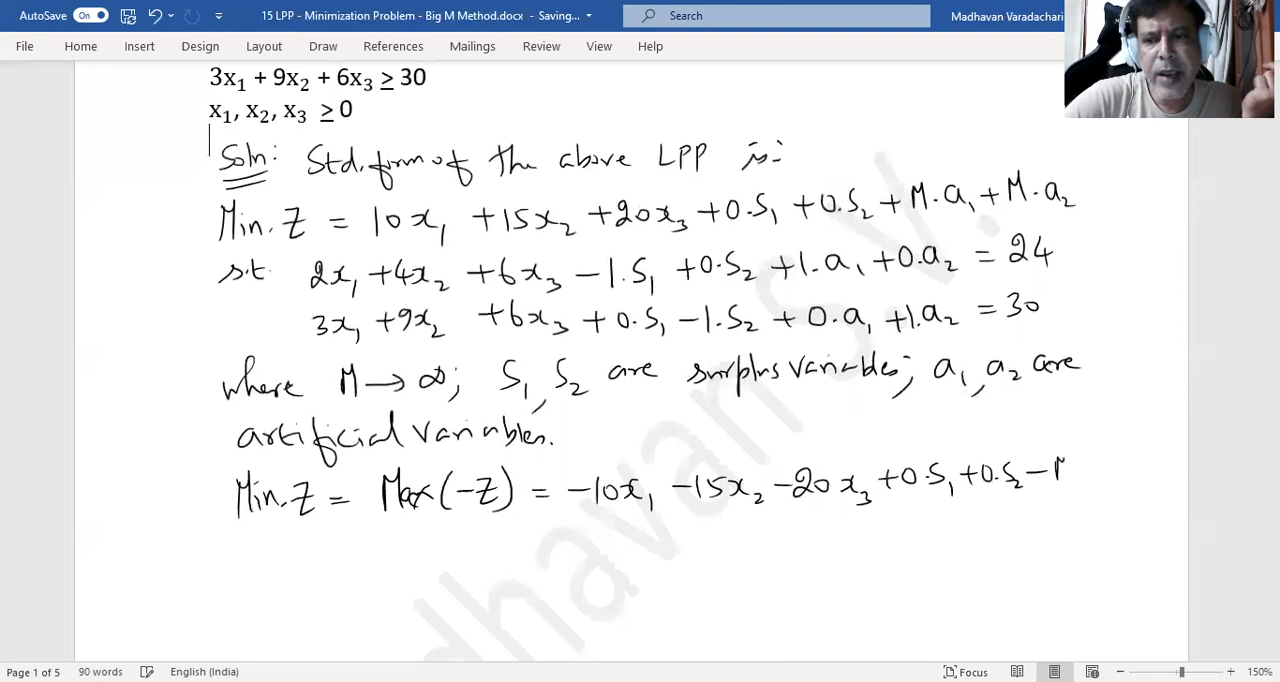 AutoSave On 15 LPP - Minimization Problem - Big M Method.docx - Saving... Search Madhavan Varadachari
File Home Insert Design Layout References Mailings Review View Help
3x₁ + 9x₂ + 6x₃ ≥ 30
x₁, x₂, x₃ ≥ 0
Soln: Std. form of the above LPP is:
Min. Z = 10x₁ +15x₂ +20x₃ +0.S₁ +0.S₂ +M.a₁ +M.a₂
s.t. 2x₁ +4x₂ +6x₃ -1.S₁ +0.S₂ +1.a₁ +0.a₂ = 24
3x₁ +9x₂ +6x₃ +0.S₁ -1.S₂ +0.a₁ +1.a₂ = 30
where M → ∞; S₁, S₂ are surplus variables; a₁, a₂ are
artificial variables.
Min. Z = Max(-Z) = -10x₁ -15x₂ -20x₃ +0.S₁ +0.S₂ -
dhavan S.V.
Page 1 of 5 90 words English (India) Focus 150%